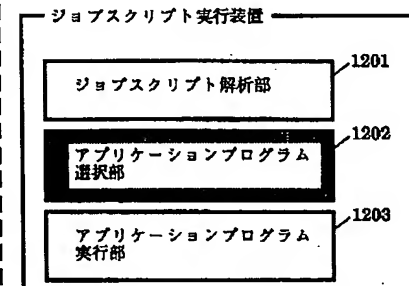 ジョブスクリプト実行装置
1201
ジョブスクリプト解析部
1202
アプリケーションプログラム
選択部
1203
アプリケーションプログラム
実行部